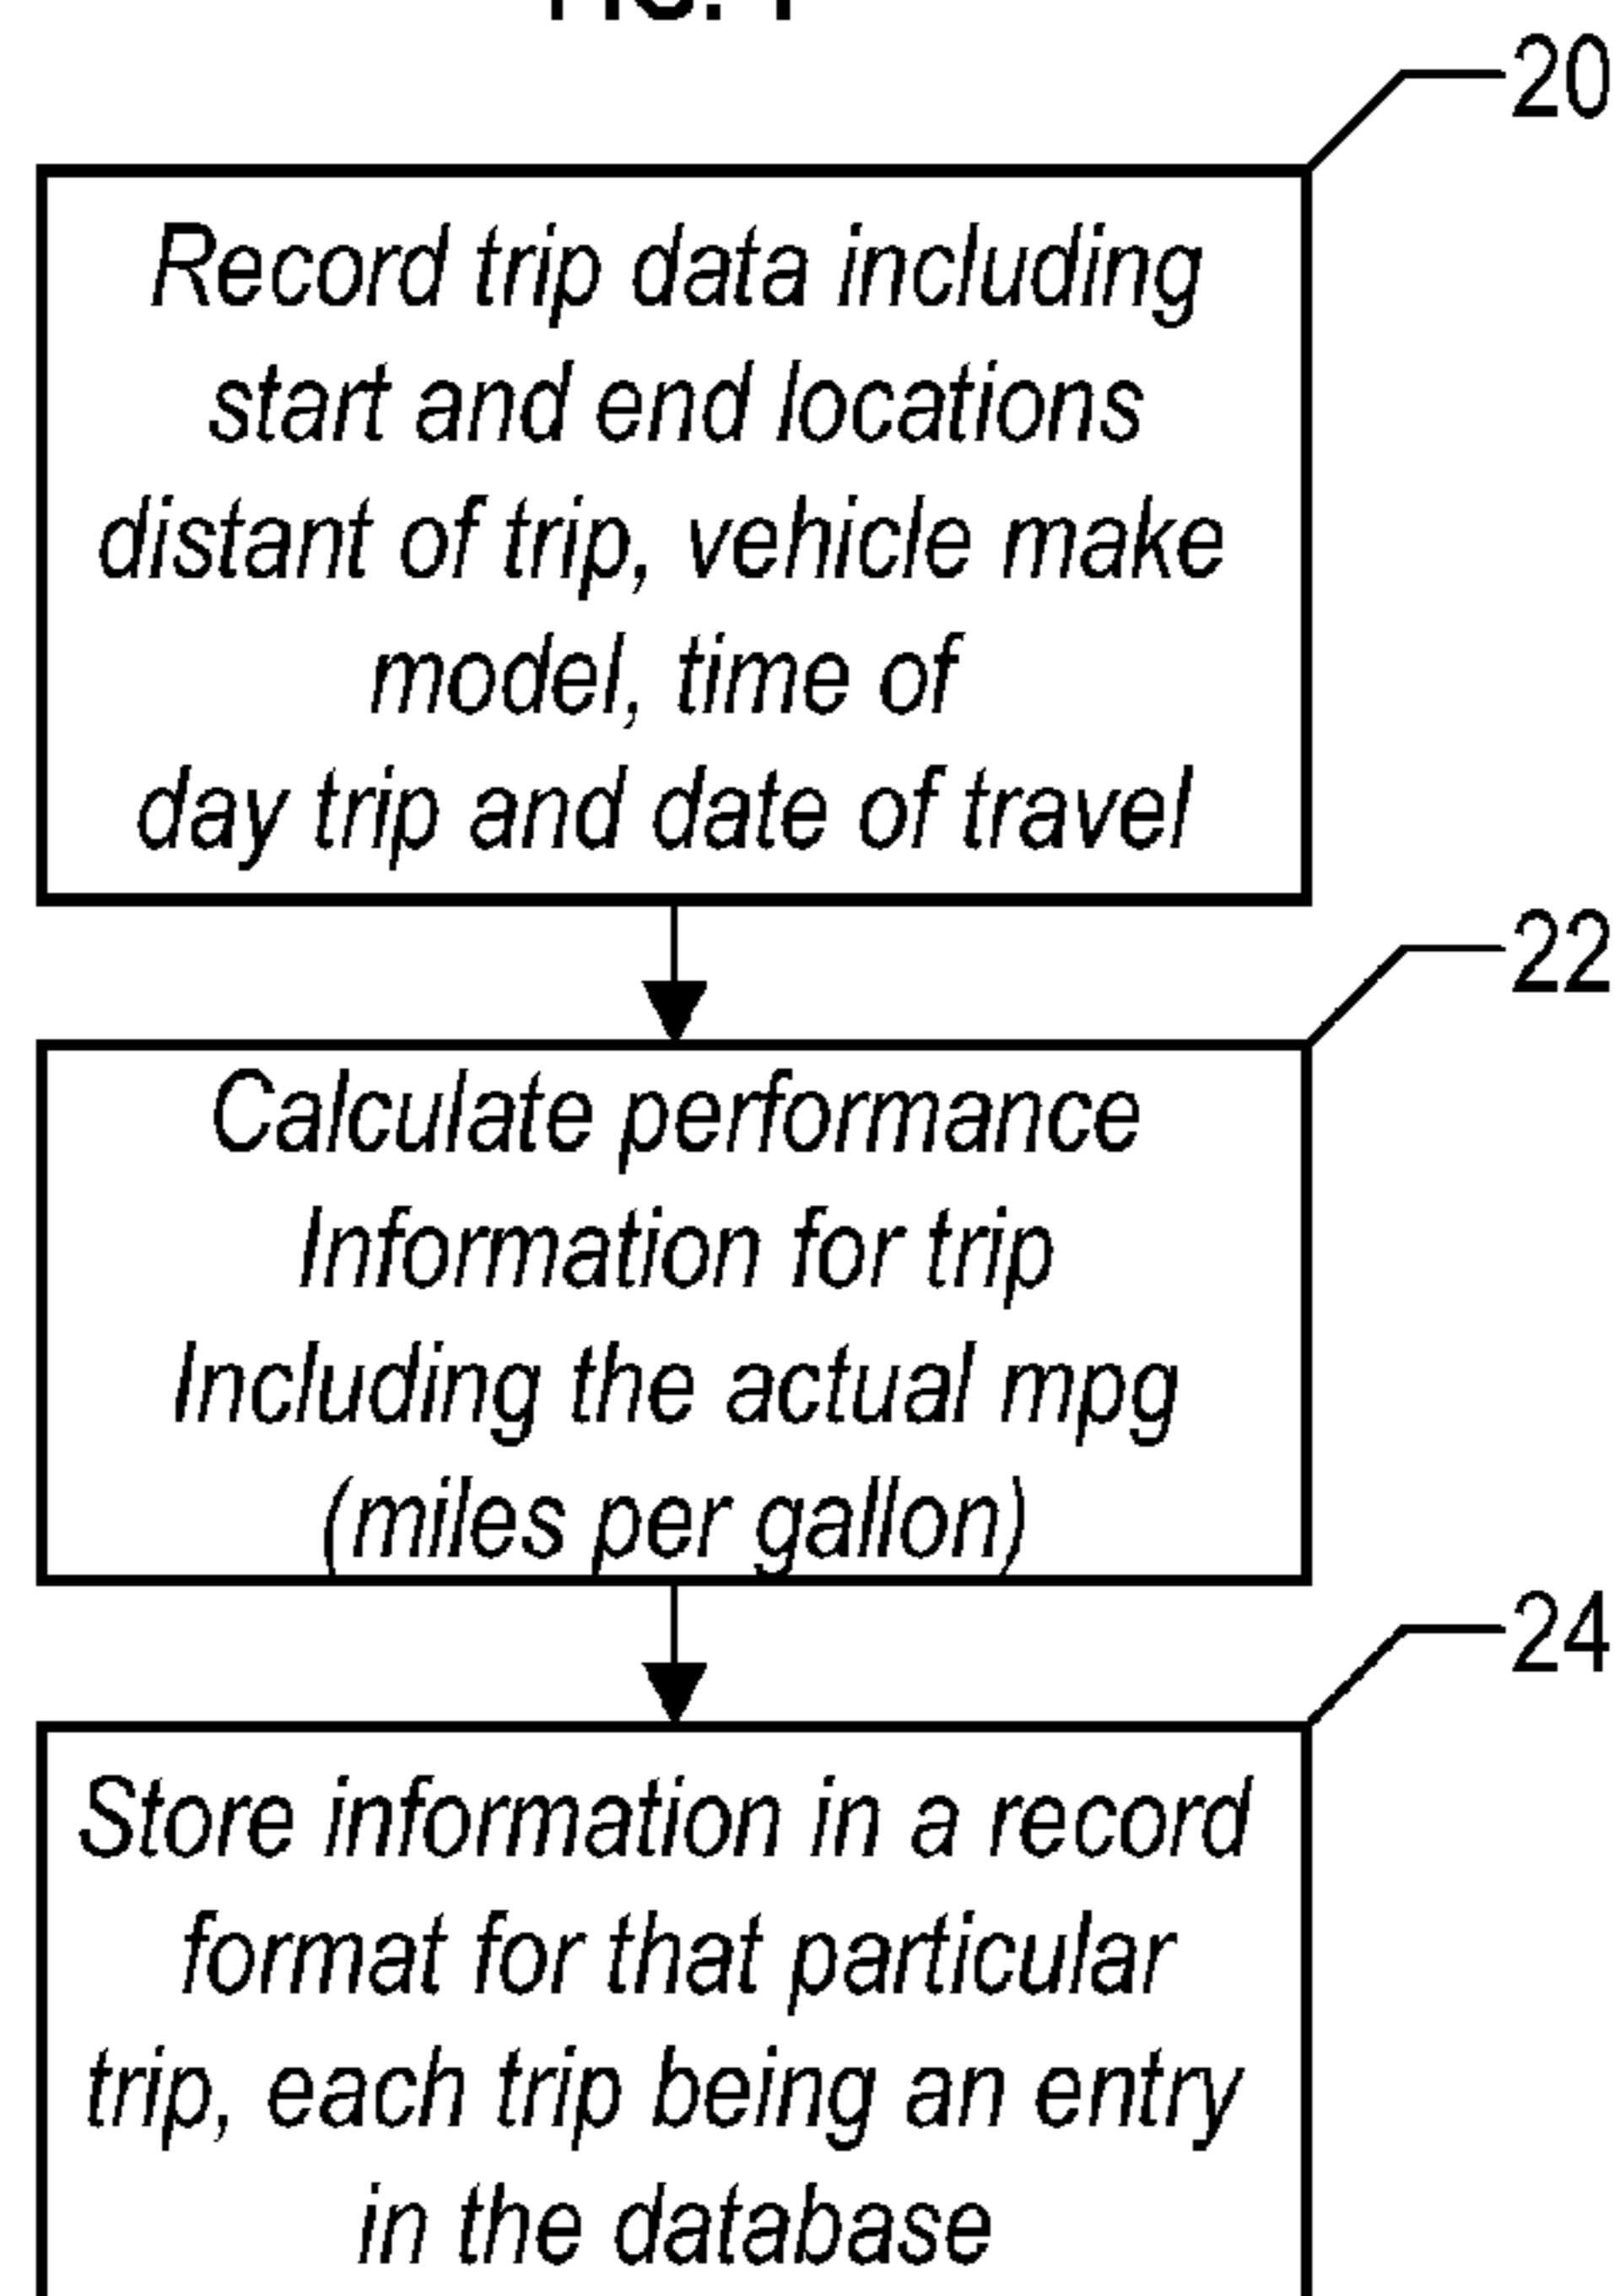 20
Record trip data including
start and end locations
distant of trip, vehicle make
model, time of
day trip and date of travel
22
Calculate performance
Information for trip
Including the actual mpg
(miles per gallon)
24
Store information in a record
format for that particular
trip, each trip being an entry
in the database